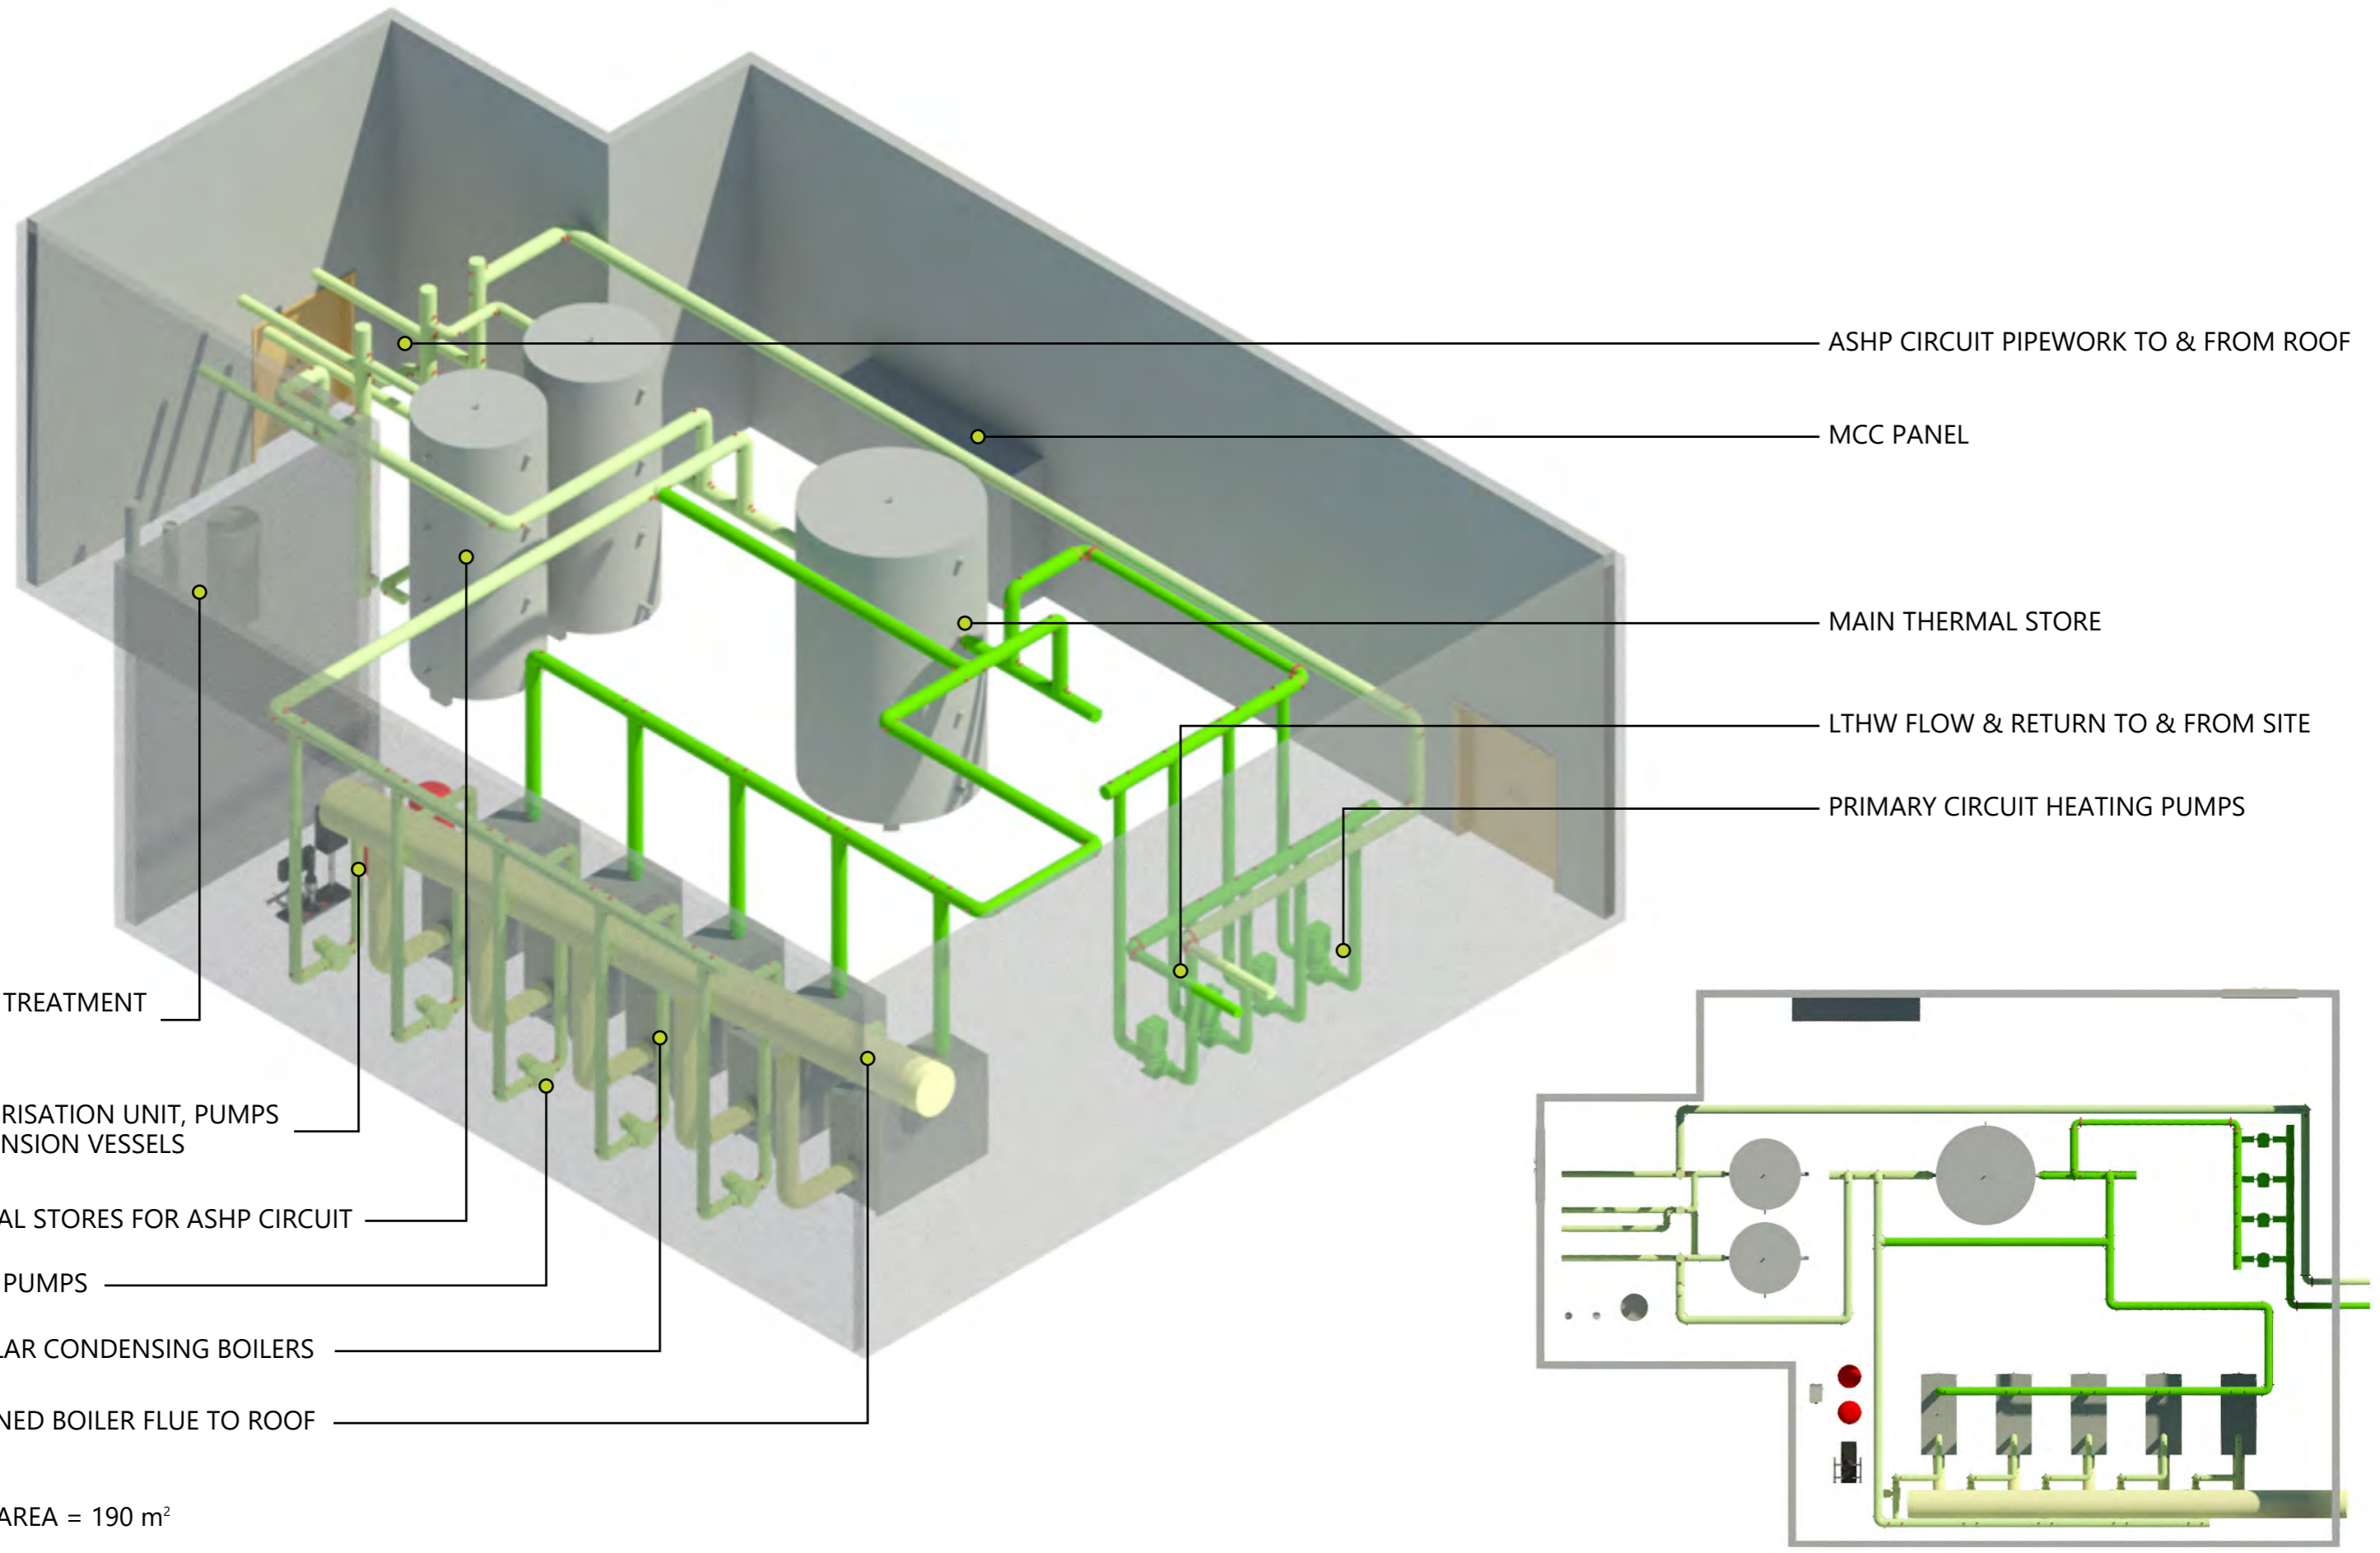 ASHP CIRCUIT PIPEWORK TO & FROM ROOF
MCC PANEL
MAIN THERMAL STORE
LTHW FLOW & RETURN TO & FROM SITE
PRIMARY CIRCUIT HEATING PUMPS
TREATMENT
RISATION UNIT, PUMPS
NSION VESSELS
AL STORES FOR ASHP CIRCUIT
PUMPS
LAR CONDENSING BOILERS
NED BOILER FLUE TO ROOF
AREA = 190 m²